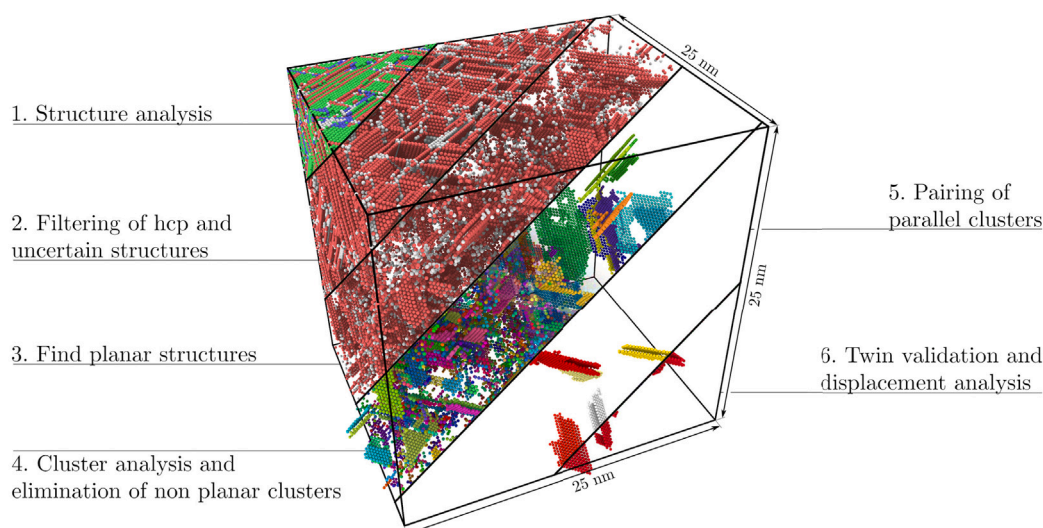 1. Structure analysis
2. Filtering of hcp and
uncertain structures
3. Find planar structures
4. Cluster analysis and
elimination of non planar clusters
25 nm
5. Pairing of
parallel clusters
25 nm
6. Twin validation and
displacement analysis
25 nm